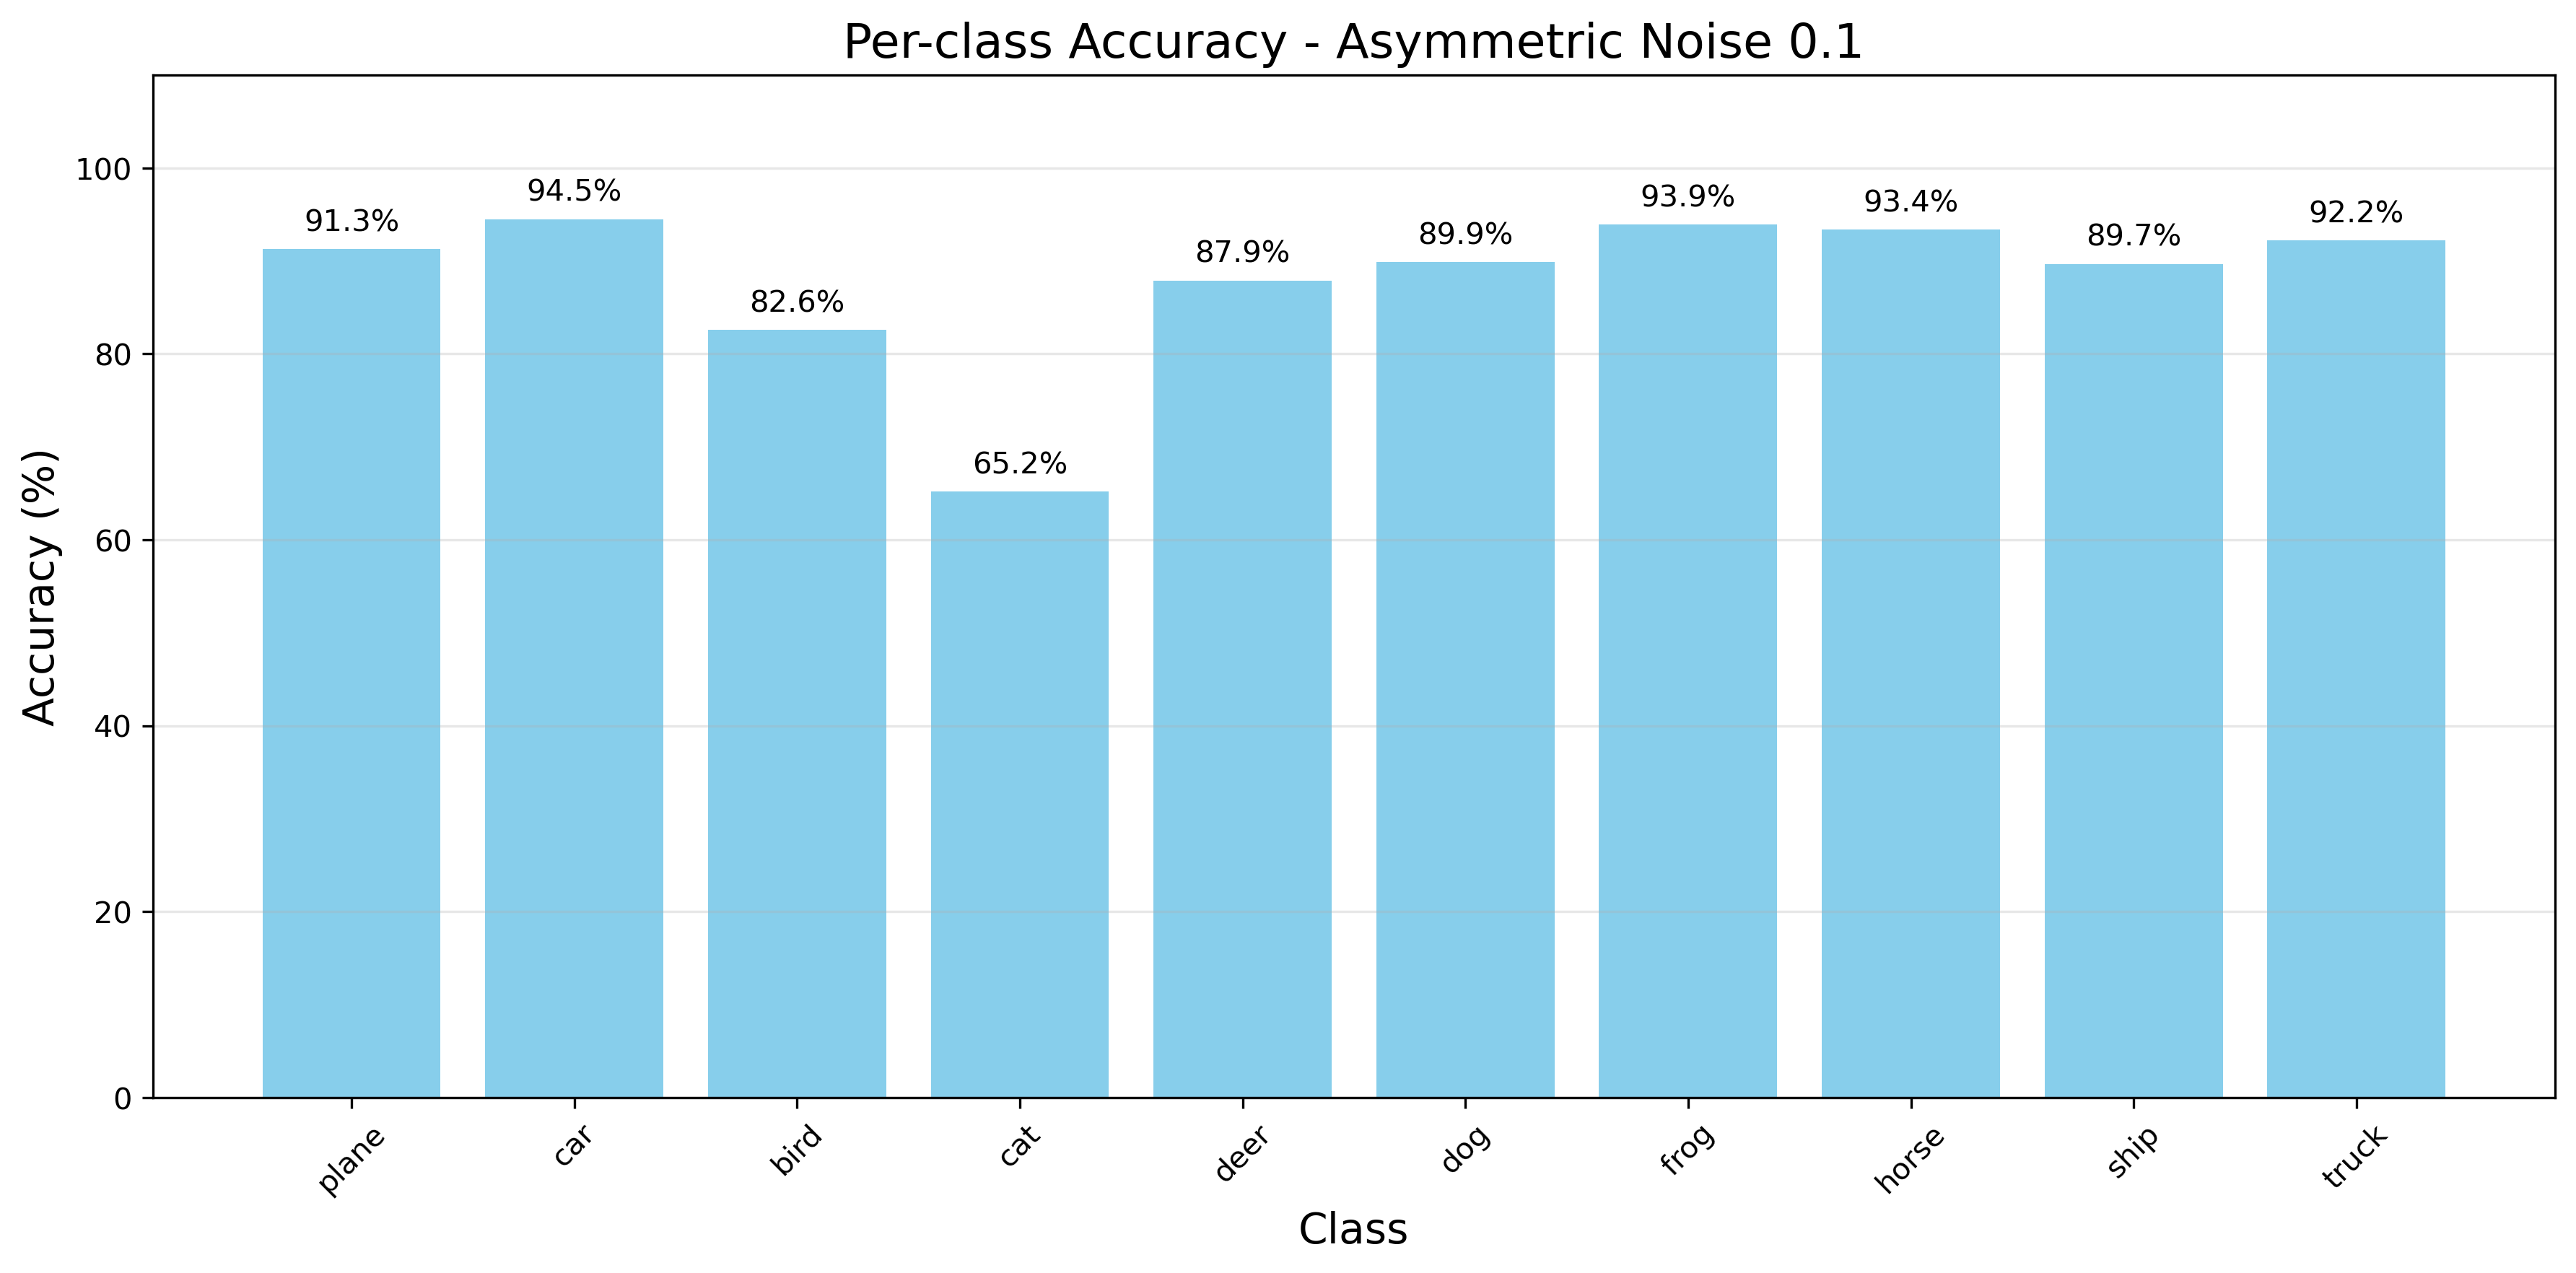 Per-class Accuracy - Asymmetric Noise 0.1
Accuracy (%)
100
80
60
40
20
0
91.3%
94.5%
82.6%
65.2%
87.9%
89.9%
93.9%
93.4%
89.7%
92.2%
plane
car
bird
cat
deer
dog
frog
horse
ship
truck
Class